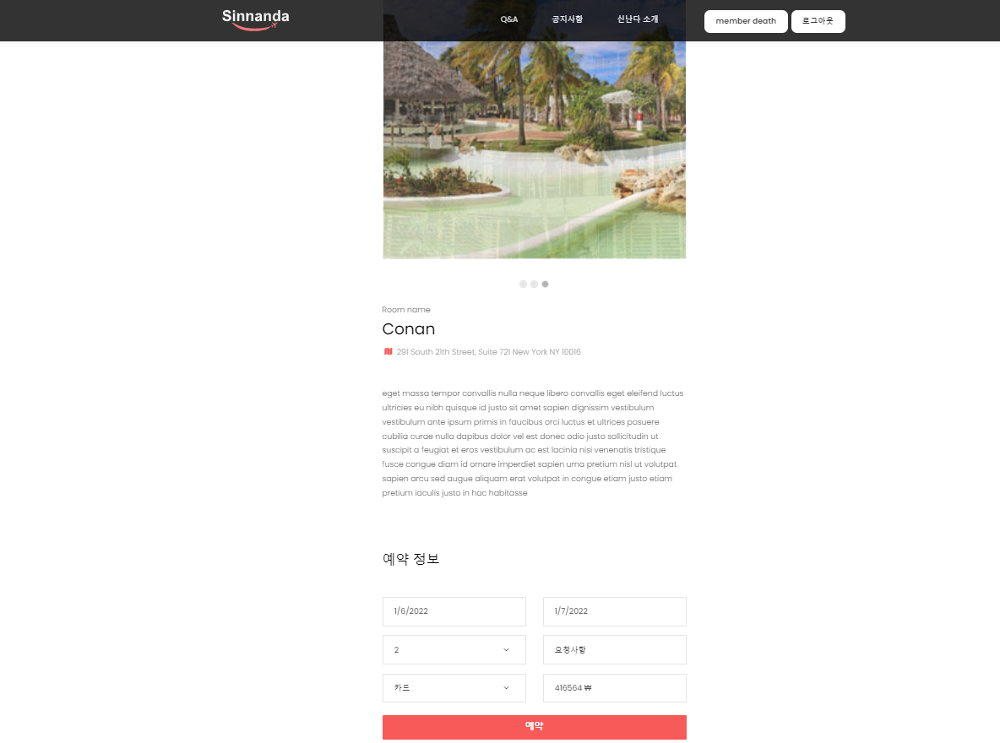 Sinnanda
Q&A
공지사항
신난다 소개
member death
로그아웃
Room name
Conan
291 South 21th Street, Suite 721 New York NY 10016
eget massa tempor convallis nulla neque libero convallis eget eleifend luctus
ultricies eu nibh quisque id justo sit amet sapien dignissim vestibulum
vestibulum ante ipsum primis in faucibus orci luctus et ultrices posuere
cubilia curae nulla dapibus dolor vel est donec odio justo sollicitudin ut
suscipit a feugiat et eros vestibulum ac est lacinia nisi venenatis tristique
fusce congue diam id ornare imperdiet sapien urna pretium nisl ut volutpat
sapien arcu sed augue aliquam erat volutpat in congue etiam justo etiam
pretium iaculis justo in hac habitasse
예약 정보
1/6/2022
1/7/2022
2
요청사항
카드
416564 ₩
예약